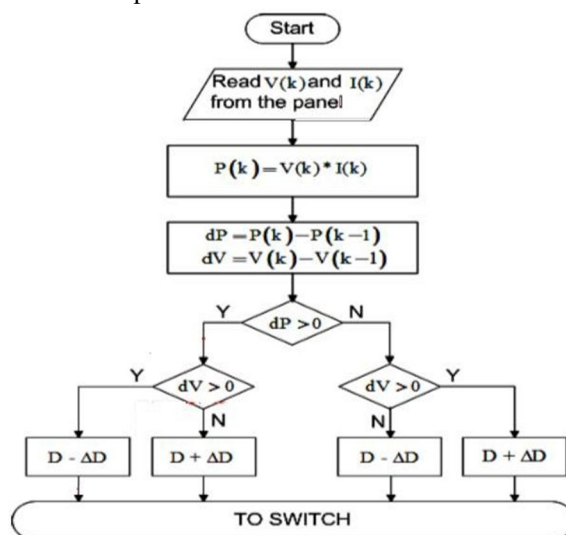 Start
Read V(k) and I(k)
from the panel
P(k)=V(k)*I(k)
dP=P(k)-P(k-1)
dV=V(k)-V(k-1)
Y
dP>0
N
Y
dV>0
N
dV>0
Y
N
D - ΔD
D + ΔD
D - ΔD
D + ΔD
TO SWITCH